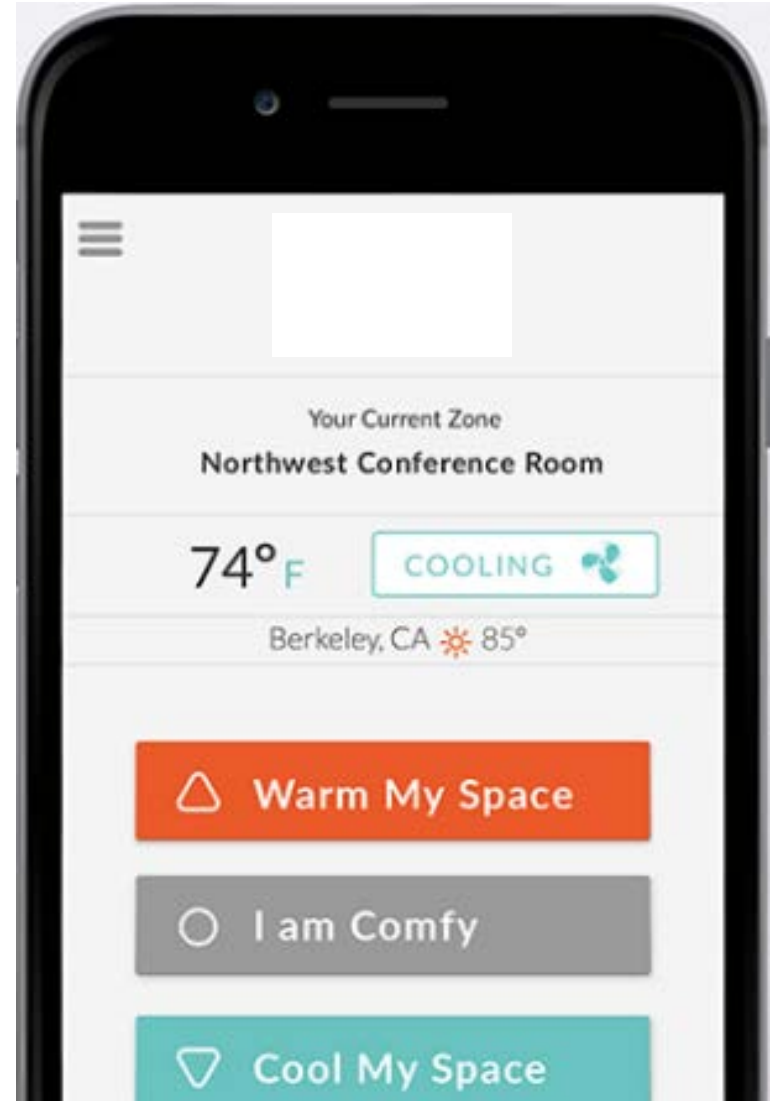 Your Current Zone
Northwest Conference Room
74° F COOLING
Berkeley, CA 85°
Warm My Space
I am Comfy
Cool My Space